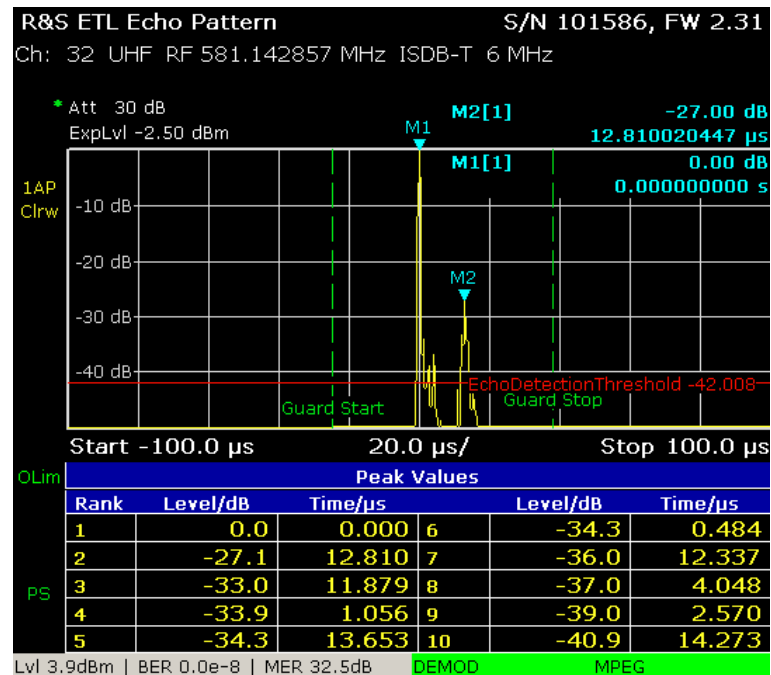 R&S ETL Echo Pattern S/N 101586, FW 2.31
Ch: 32 UHF RF 581.142857 MHz ISDB-T 6 MHz
* Att 30 dB M2[1] -27.00 dB
ExpLvl -2.50 dBm M1 12.810020447 µs
M1[1] 0.00 dB
1AP 0.000000000 s
Clrw -10 dB
-20 dB
M2
-30 dB
-40 dB
EchoDetectionThreshold -42.008
Guard Start Guard Stop
Start -100.0 µs 20.0 µs/ Stop 100.0 µs
OLim Peak Values
Rank Level/dB Time/µs Level/dB Time/µs
1 0.0 0.000 6 -34.3 0.484
2 -27.1 12.810 7 -36.0 12.337
PS 3 -33.0 11.879 8 -37.0 4.048
4 -33.9 1.056 9 -39.0 2.570
5 -34.3 13.653 10 -40.9 14.273
Lvl 3.9dBm | BER 0.0e-8 | MER 32.5dB DEMOD MPEG